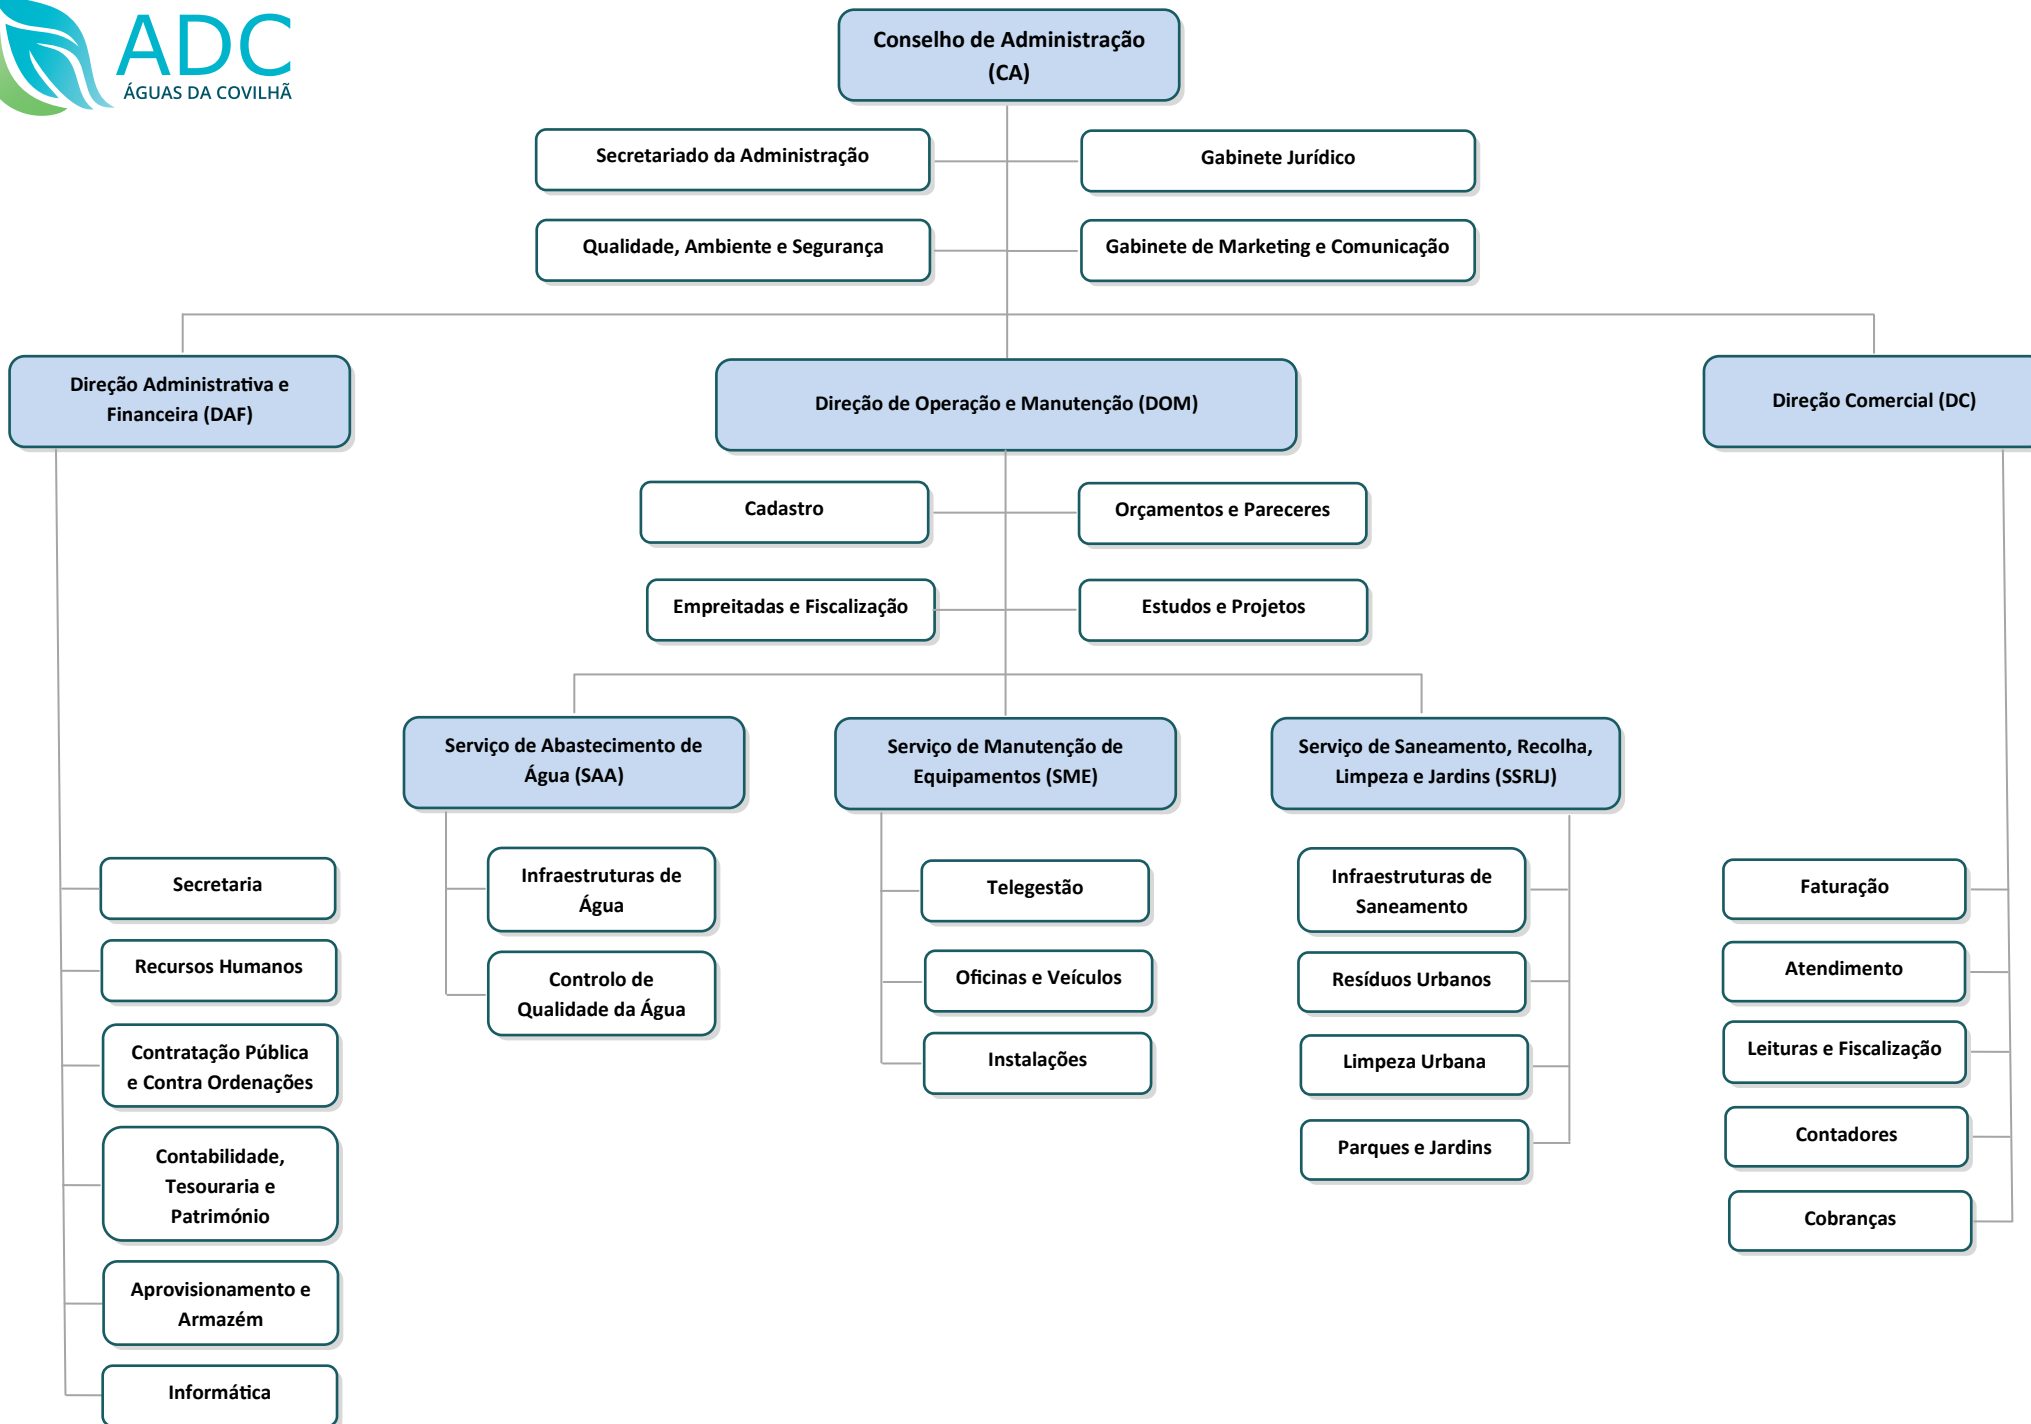 ADC
ÁGUAS DA COVILHÃ
Conselho de Administração
(CA)
Secretariado da Administração
Gabinete Jurídico
Qualidade, Ambiente e Segurança
Gabinete de Marketing e Comunicação
Direção Administrativa e
Financeira (DAF)
Direção de Operação e Manutenção (DOM)
Direção Comercial (DC)
Cadastro
Orçamentos e Pareceres
Empreitadas e Fiscalização
Estudos e Projetos
Serviço de Abastecimento de
Água (SAA)
Serviço de Manutenção de
Equipamentos (SME)
Serviço de Saneamento, Recolha,
Limpeza e Jardins (SSRLJ)
Secretaria
Recursos Humanos
Contratação Pública
e Contra Ordenações
Contabilidade,
Tesouraria e
Património
Aprovisionamento e
Armazém
Informática
Infraestruturas de
Água
Controlo de
Qualidade da Água
Telegestão
Oficinas e Veículos
Instalações
Infraestruturas de
Saneamento
Resíduos Urbanos
Limpeza Urbana
Parques e Jardins
Faturação
Atendimento
Leituras e Fiscalização
Contadores
Cobranças